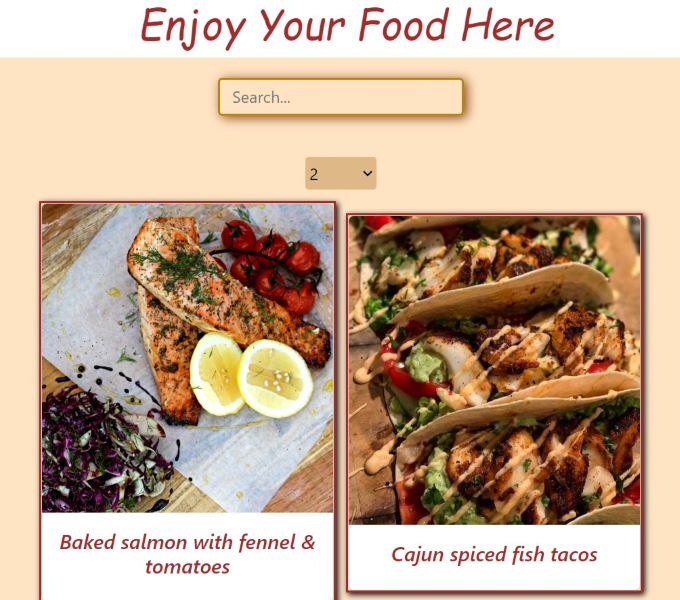 Enjoy Your Food Here
Search...
2
Baked salmon with fennel &
tomatoes
Cajun spiced fish tacos